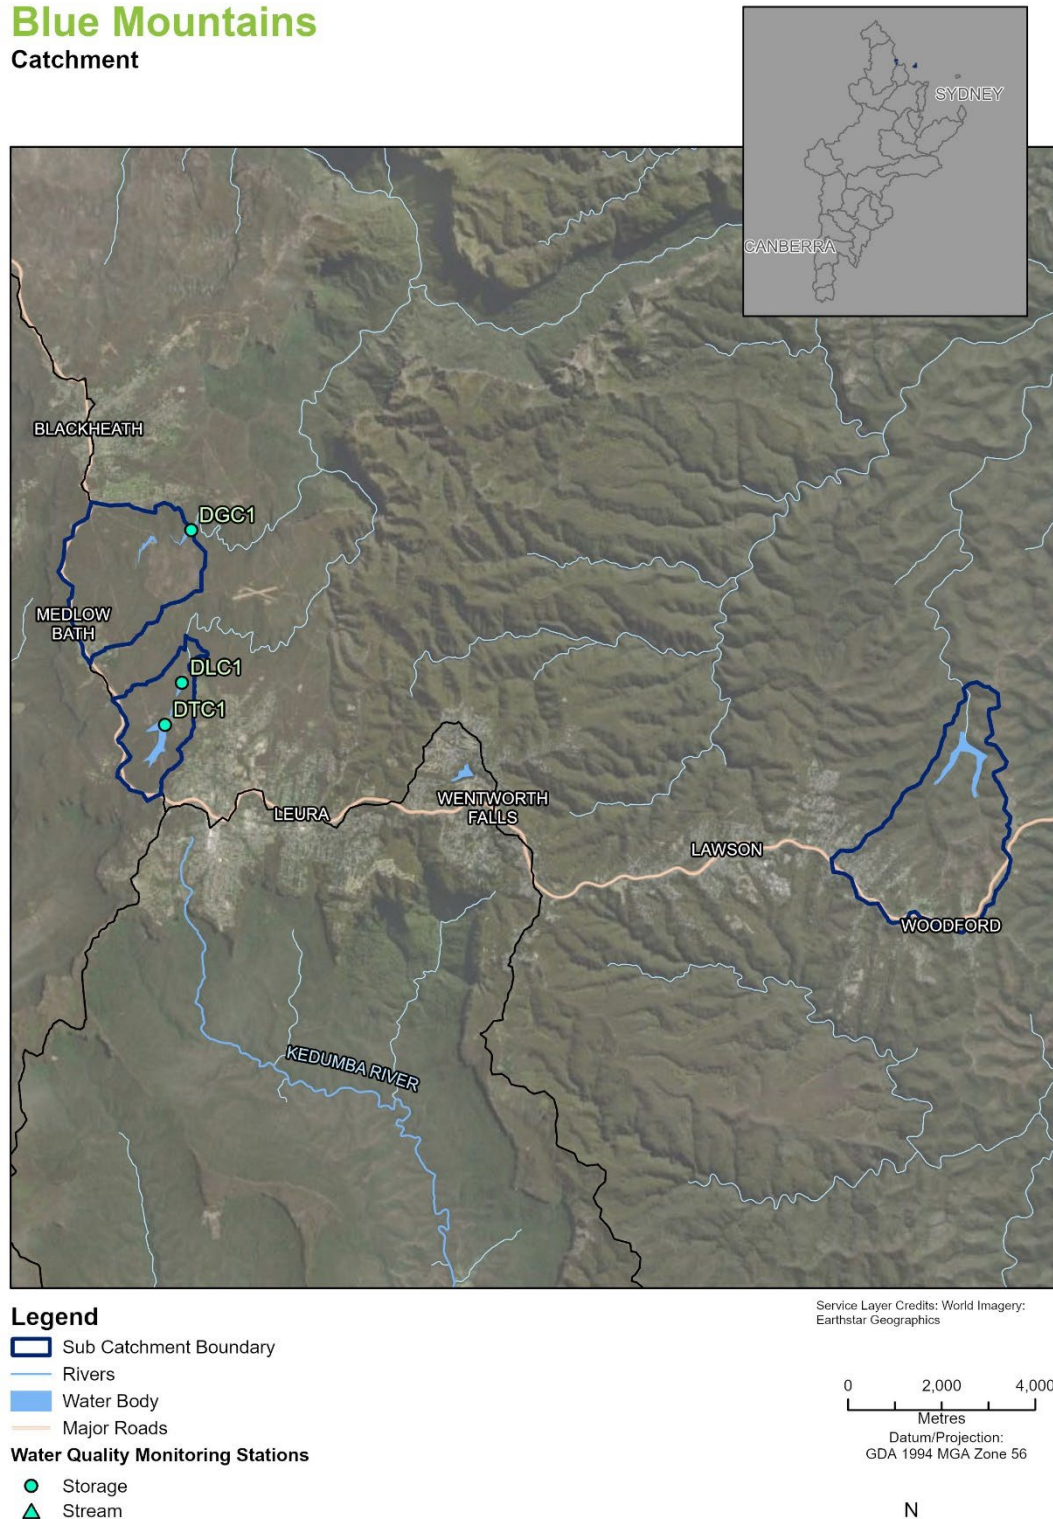 Blue Mountains
Catchment
SYDNEY
CANBERRA
BLACKHEATH
DGC1
MEDLOW
BATH
DLC1
DTC1
LEURA
WENTWORTH
FALLS
LAWSON
WOODFORD
KEDUMBA RIVER
Legend
Sub Catchment Boundary
Rivers
Water Body
Major Roads
Water Quality Monitoring Stations
Storage
Stream
Service Layer Credits: World Imagery:
Earthstar Geographics
0 2,000 4,000
Metres
Datum/Projection:
GDA 1994 MGA Zone 56
N